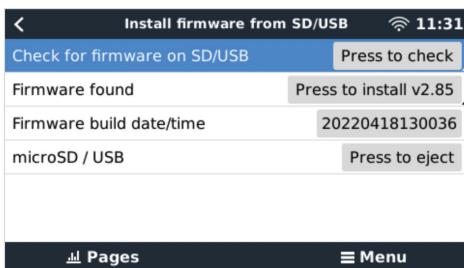 Install firmware from SD/USB 11:31
Check for firmware on SD/USB Press to check
Firmware found Press to install v2.85
Firmware build date/time 20220418130036
microSD / USB Press to eject
Pages Menu